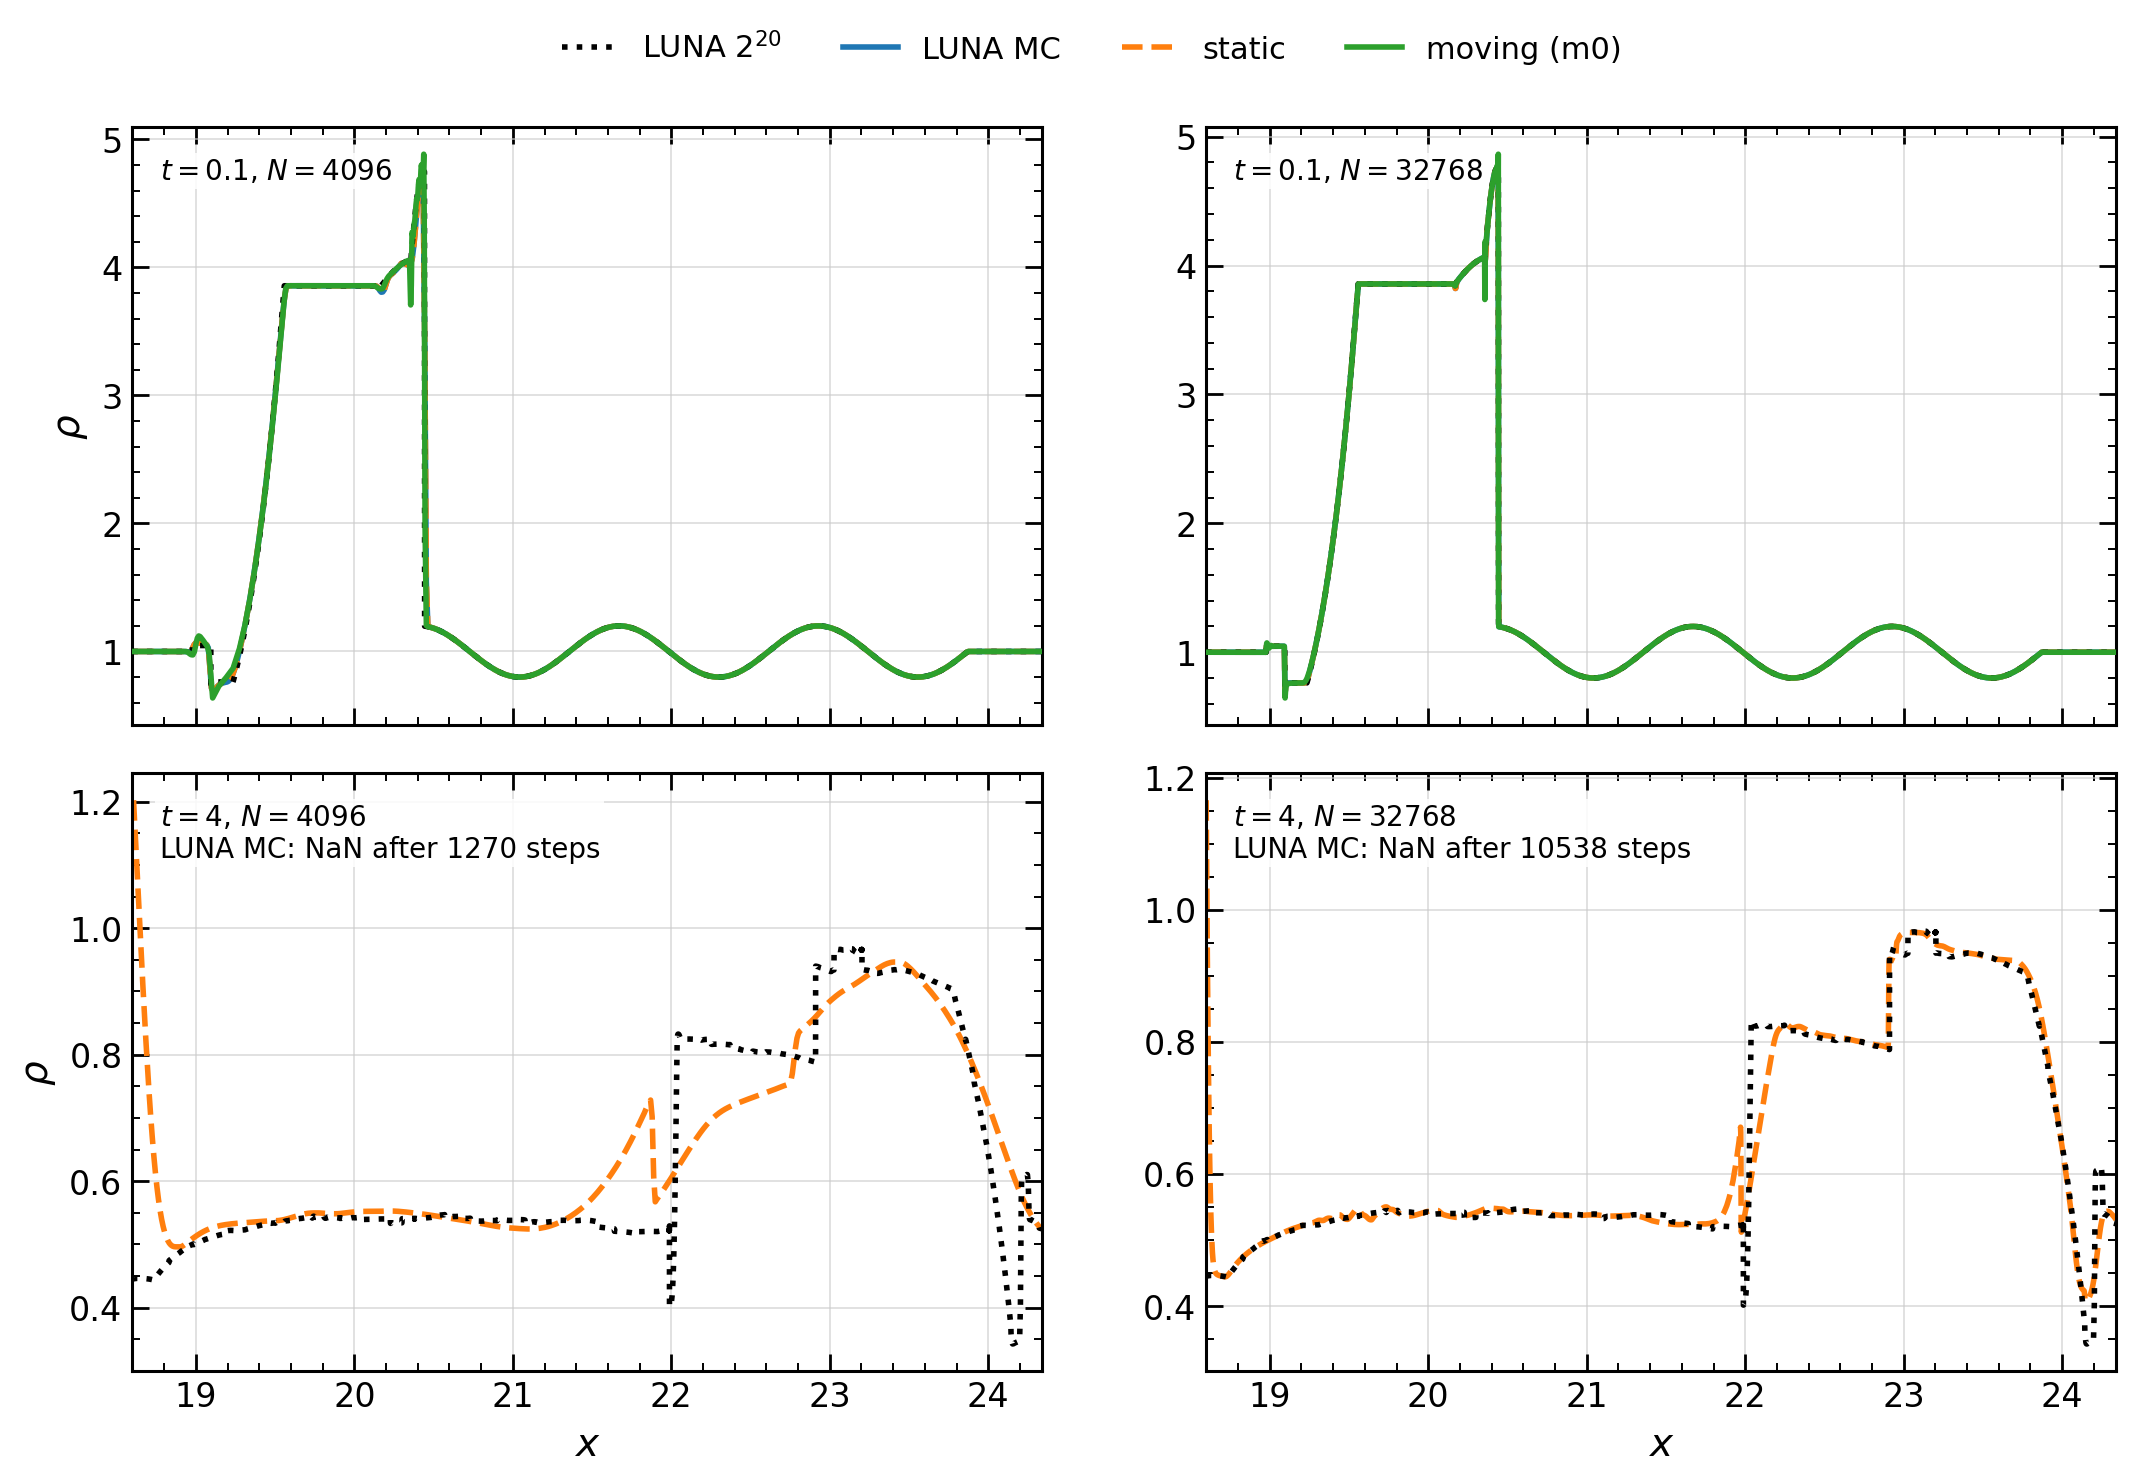 LUNA 2^20 LUNA MC static moving (m0)
t = 0.1, N = 4096
5
4
3
2
1
ρ
t = 0.1, N = 32768
5
4
3
2
1
t = 4, N = 4096
LUNA MC: NaN after 1270 steps
1.2
1.0
0.8
0.6
0.4
ρ
19 20 21 22 23 24
x
t = 4, N = 32768
LUNA MC: NaN after 10538 steps
1.2
1.0
0.8
0.6
0.4
19 20 21 22 23 24
x